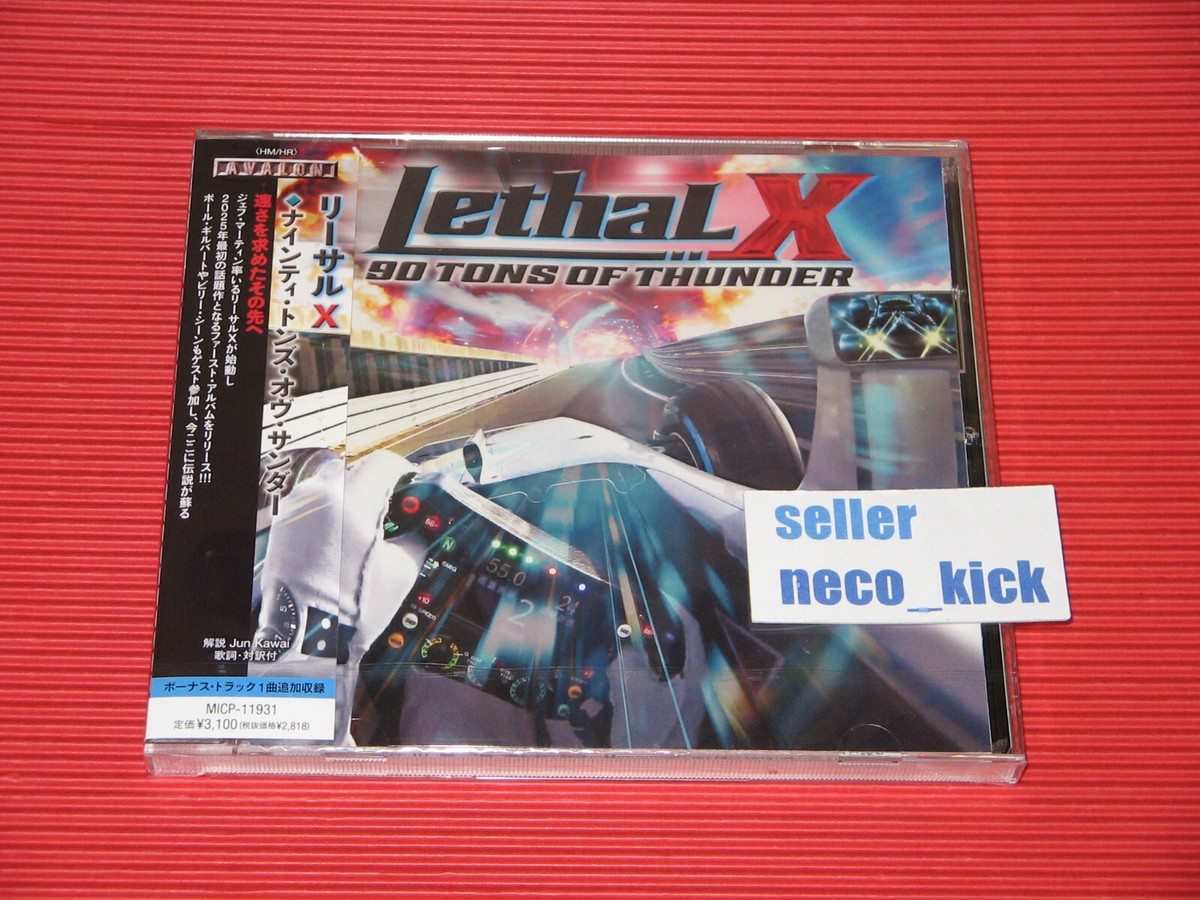 〈HM/HR〉
AVALON
リーサルX
◆ナインティ・トンズ・オヴ・サンダー
速さを求めたその先へ
ジェフ・マーティン率いるリーサルXが始動し
2025年最初の話題作となるファースト・アルバムをリリース!!!
ポール・ギルバートやビリー・シーンもゲスト参加し、今ここに伝説が蘇る
解説 Jun Kawai
歌詞・対訳付
ボーナス・トラック1曲追加収録
MICP-11931
定価¥3,100(税抜価格¥2,818)
Lethal X
90 TONS OF THUNDER
N
55.0
2
+10
seller
neco_kick